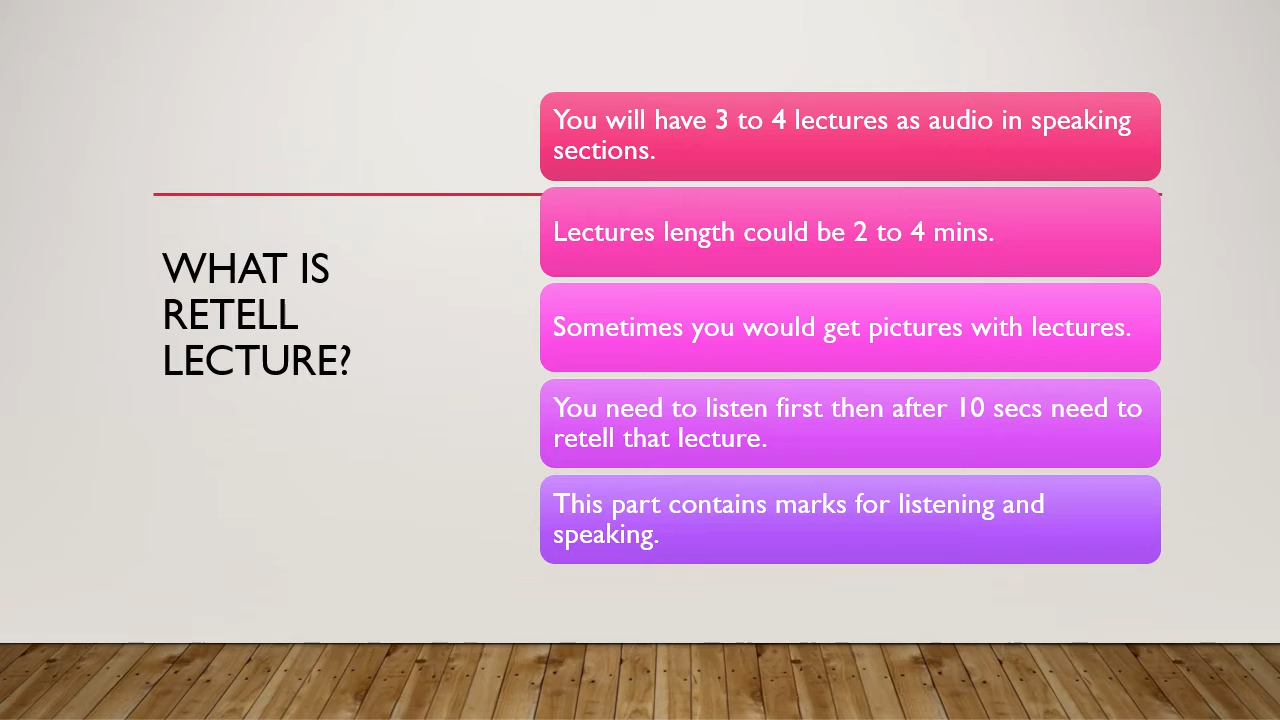 WHAT IS
RETELL
LECTURE?
You will have 3 to 4 lectures as audio in speaking
sections.
Lectures length could be 2 to 4 mins.
Sometimes you would get pictures with lectures.
You need to listen first then after 10 secs need to
retell that lecture.
This part contains marks for listening and
speaking.